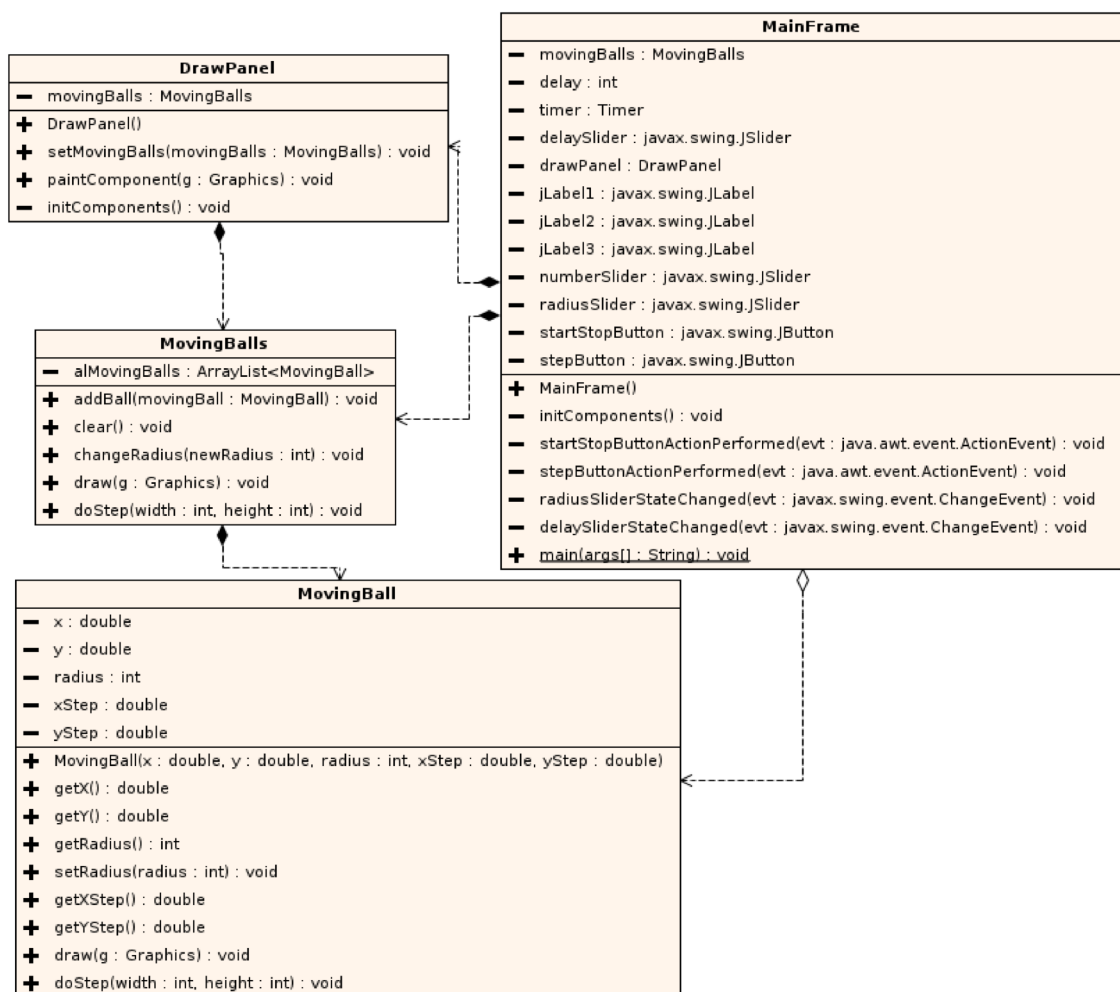 DrawPanel
movingBalls : MovingBalls
DrawPanel()
setMovingBalls(movingBalls : MovingBalls) : void
paintComponent(g : Graphics) : void
initComponents() : void
MainFrame
movingBalls : MovingBalls
delay : int
timer : Timer
delaySlider : javax.swing.JSlider
drawPanel : DrawPanel
jLabel1 : javax.swing.JLabel
jLabel2 : javax.swing.JLabel
jLabel3 : javax.swing.JLabel
numberSlider : javax.swing.JSlider
radiusSlider : javax.swing.JSlider
startStopButton : javax.swing.JButton
stepButton : javax.swing.JButton
MainFrame()
initComponents() : void
startStopButtonActionPerformed(evt : java.awt.event.ActionEvent) : void
stepButtonActionPerformed(evt : java.awt.event.ActionEvent) : void
radiusSliderStateChanged(evt : javax.swing.event.ChangeEvent) : void
delaySliderStateChanged(evt : javax.swing.event.ChangeEvent) : void
main(args[] : String) : void
MovingBalls
alMovingBalls : ArrayList<MovingBall>
addBall(movingBall : MovingBall) : void
clear() : void
changeRadius(newRadius : int) : void
draw(g : Graphics) : void
doStep(width : int, height : int) : void
MovingBall
x : double
y : double
radius : int
xStep : double
yStep : double
MovingBall(x : double, y : double, radius : int, xStep : double, yStep : double)
getX() : double
getY() : double
getRadius() : int
setRadius(radius : int) : void
getXStep() : double
getYStep() : double
draw(g : Graphics) : void
doStep(width : int, height : int) : void